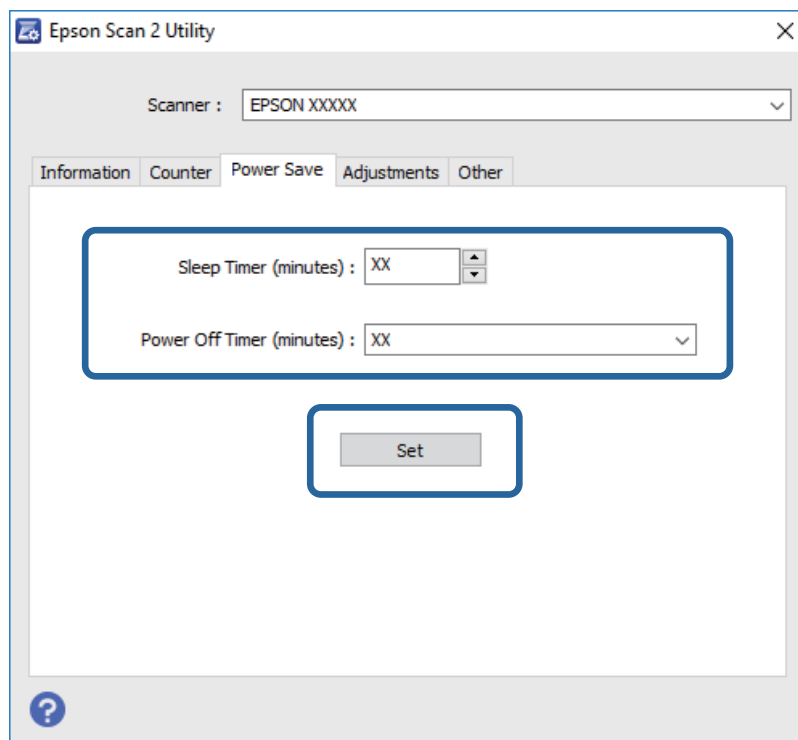 Epson Scan 2 Utility
Scanner : EPSON XXXXX
Information Counter Power Save Adjustments Other
Sleep Timer (minutes) : XX
Power Off Timer (minutes) : XX
Set
?